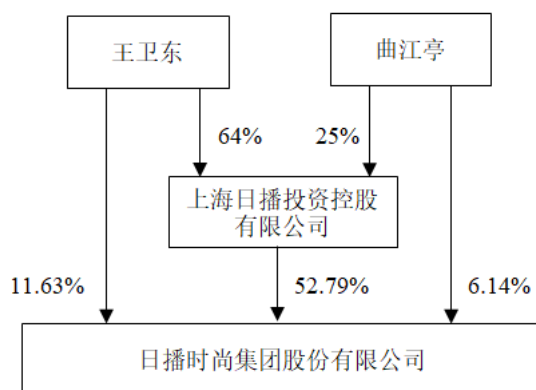 王卫东
曲江亭
64%
25%
上海日播投资控股
有限公司
11.63%
52.79%
6.14%
日播时尚集团股份有限公司